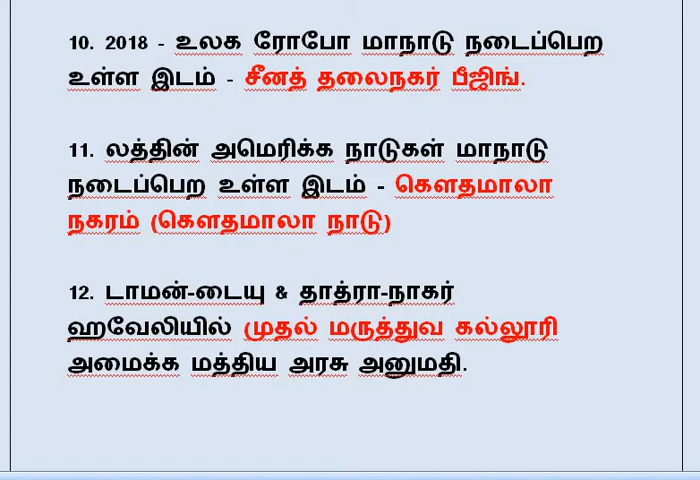 10. 2018 - உலக ரோபோ மாநாடு நடைப்பெற
உள்ள இடம் - சீனத் தலைநகர் பீஜிங்.
11. லத்தின் அமெரிக்க நாடுகள் மாநாடு
நடைப்பெற உள்ள இடம் - கௌதமாலா
நகரம் (கௌதமாலா நாடு)
12. டாமன்-டையு & தாத்ரா-நாகர்
ஹவேலியில் முதல் மருத்துவ கல்லூரி
அமைக்க மத்திய அரசு அனுமதி.